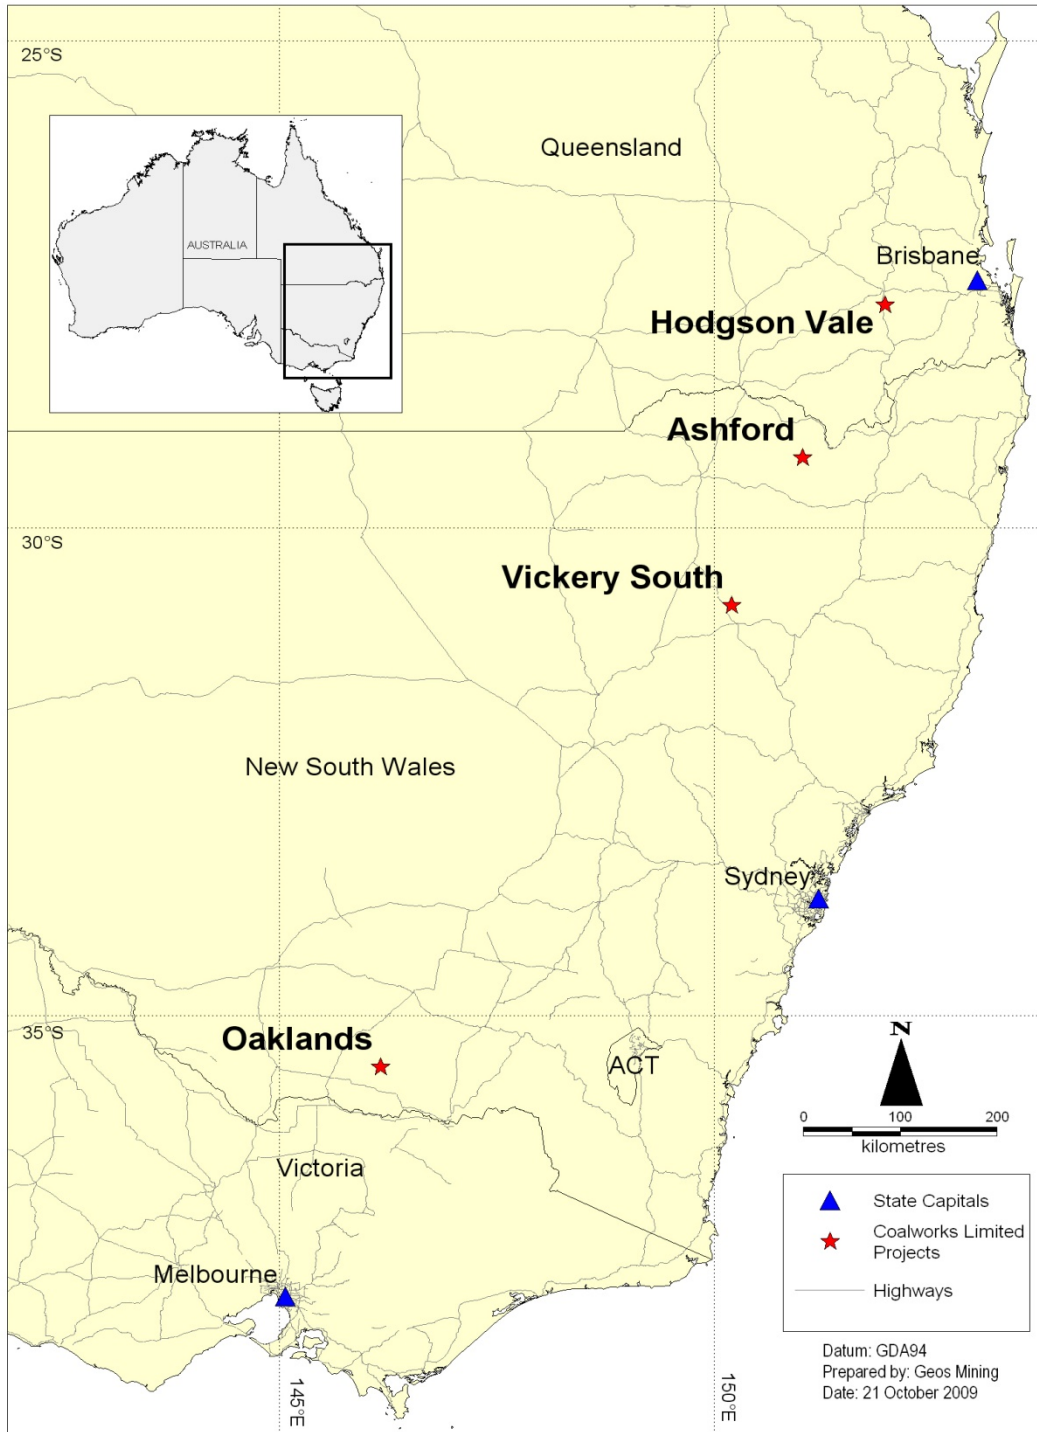 25°S
Queensland
AUSTRALIA
Brisbane
Hodgson Vale
Ashford
30°S
Vickery South
New South Wales
Sydney
35°S
Oaklands
ACT
N
0 100 200
kilometres
Victoria
State Capitals
Coalworks Limited
Projects
Highways
Melbourne
Datum: GDA94
Prepared by: Geos Mining
Date: 21 October 2009
145°E
150°E